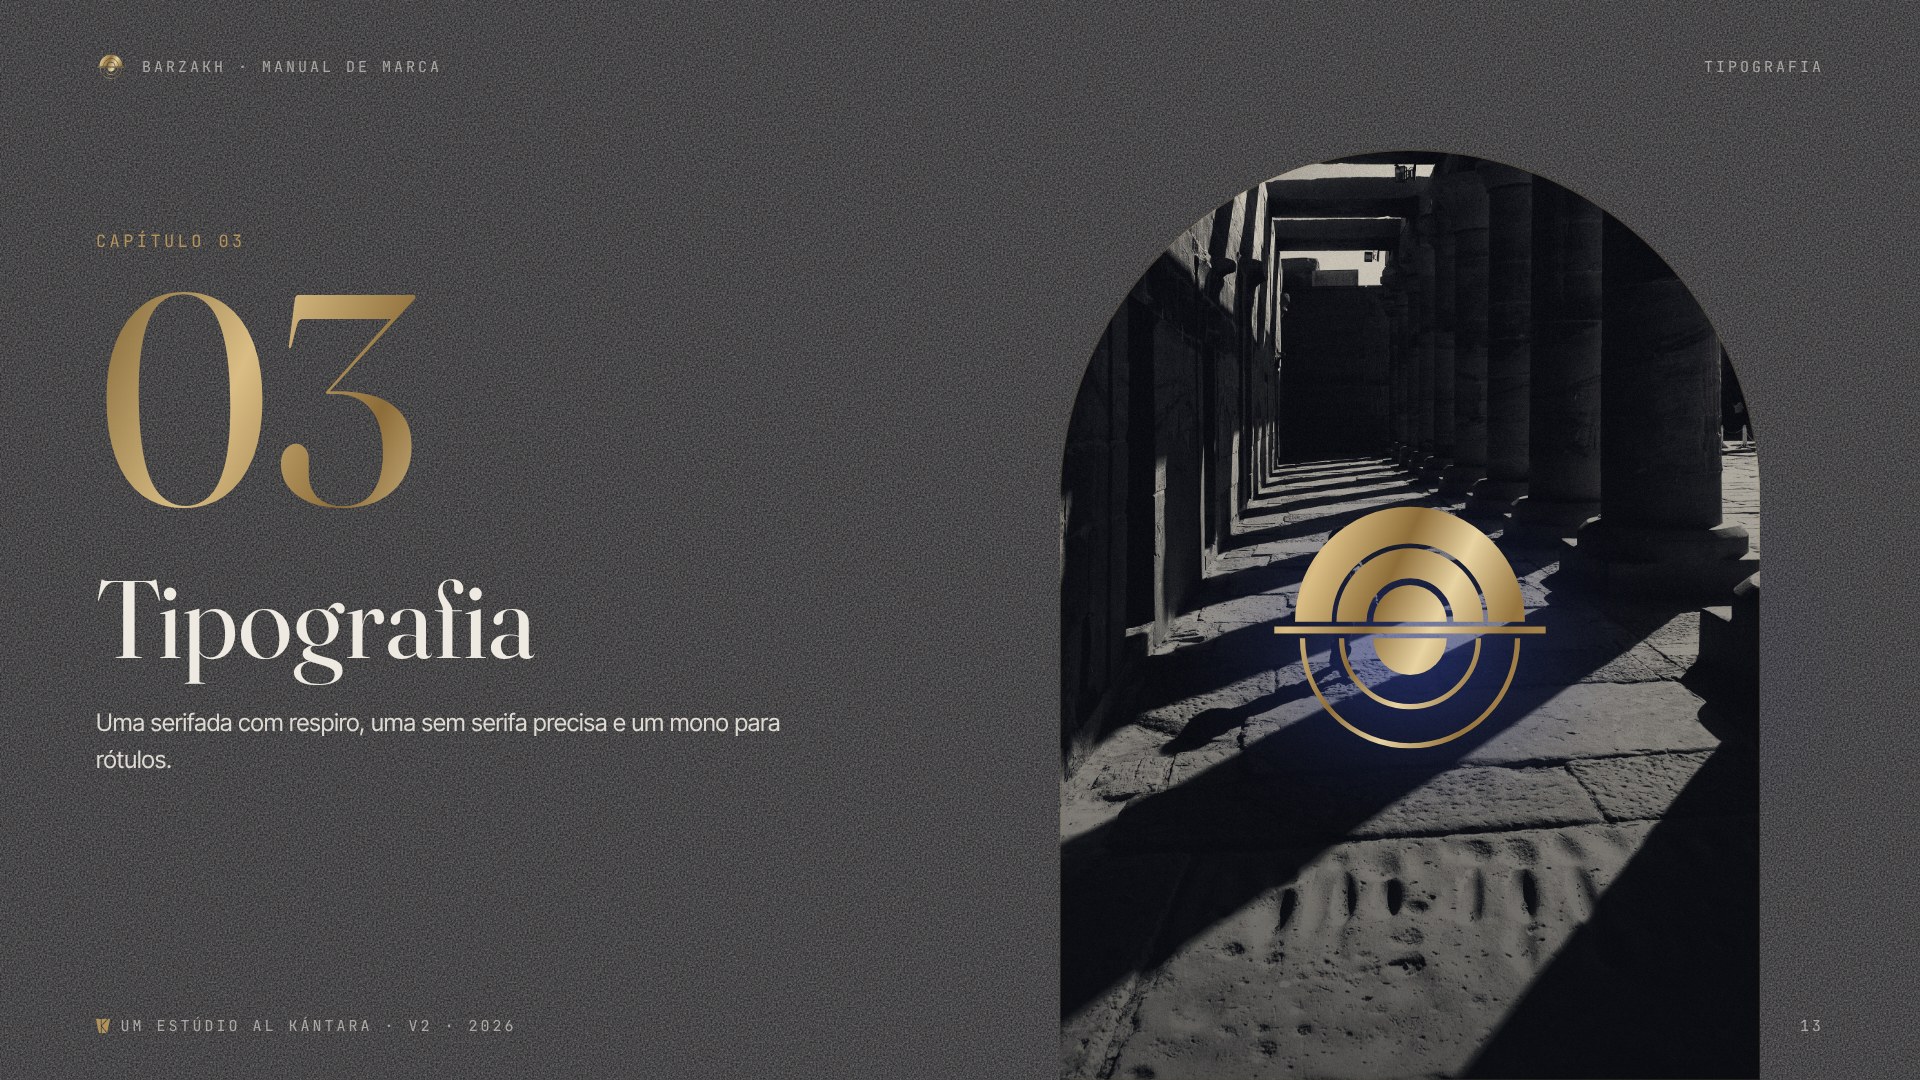 BARZAKH · MANUAL DE MARCA
TIPOGRAFIA
CAPÍTULO 03
03
Tipografia
Uma serifada com respiro, uma sem serifa precisa e um mono para
rótulos.
UM ESTÚDIO AL KÁNTARA · V2 · 2026
13